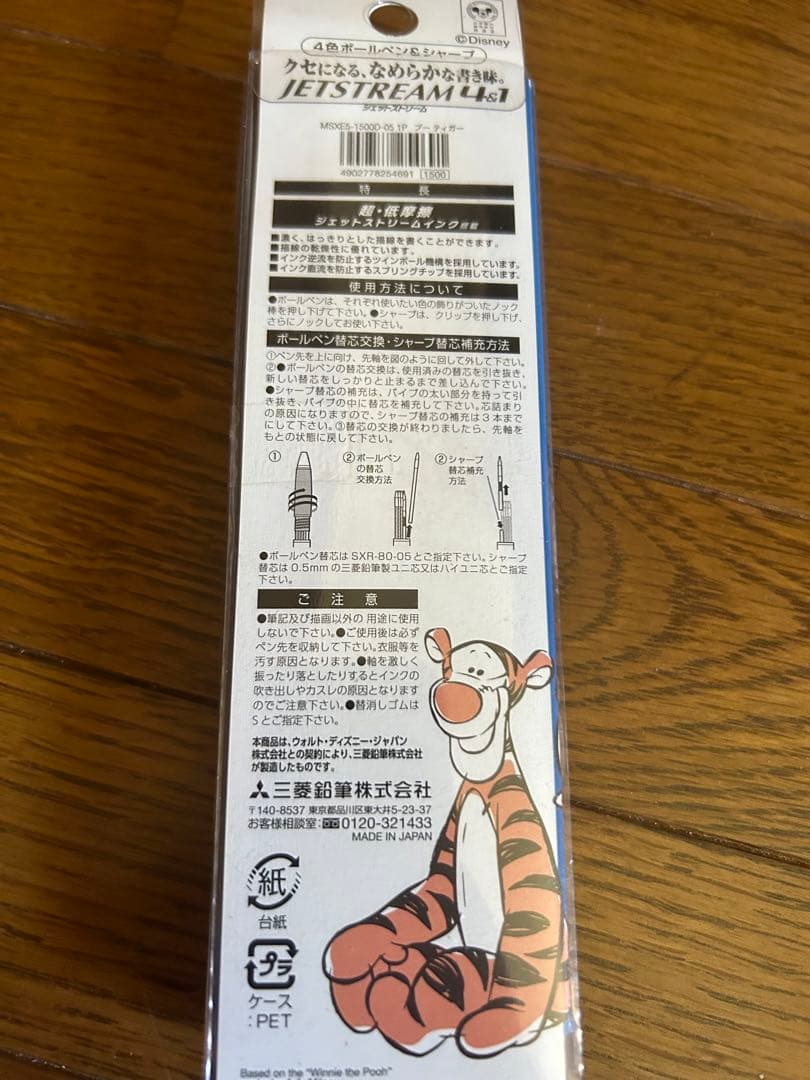 ©Disney
4色ボールペン&シャープ
クセになる、なめらかな書き味。
JETSTREAM 4&1
ジェットストリーム
MSXE5-1500D-05 1P プー ティガー
4902778254691 1500
特 長
超・低摩擦
ジェットストリームインク搭載
■濃く、はっきりとした描線を書くことができます。
■描線の乾燥性に優れています。
■インク逆流を防止するツインボール機構を採用しています。
■インク直流を防止するスプリングチップを採用しています。
使用方法について
●ボールペンは、それぞれ使いたい色の飾りがついたノック
棒を押し下げて下さい。●シャープは、クリップを押し下げ、
さらにノックしてお使い下さい。
ボールペン替芯交換・シャープ替芯補充方法
①ペン先を上に向け、先軸を図のように回して外して下さい。
②●ボールペンの替芯交換は、使用済みの替芯を引き抜き、
新しい替芯をしっかりと止まるまで差し込んで下さい。
●シャープ替芯の補充は、パイプの太い部分を持って引
き抜き、パイプの中に替芯を補充して下さい。芯詰まり
の原因になりますので、シャープ替芯の補充は3本まで
にして下さい。③替芯の交換が終わりましたら、先軸を
もとの状態に戻して下さい。
①
②ボールペン
の替芯
交換方法
②シャープ
替芯補充
方法
●ボールペン替芯は SXR-80-05とご指定下さい。シャープ
替芯は0.5mmの三菱鉛筆製ユニ芯又はハイユニ芯とご指定
下さい。
ご 注 意
●筆記及び描画以外の用途に使用
しないで下さい。●ご使用後は必ず
ペン先を収納して下さい。衣服等を
汚す原因となります。●軸を激しく
振ったり落としたりするとインクの
吹き出しやカスレの原因となります
のでご注意下さい。●替消しゴムは
Sとご指定下さい。
本商品は、ウォルト・ディズニー・ジャパン
株式会社との契約により、三菱鉛筆株式会社
が製造したものです。
三菱鉛筆株式会社
〒140-8537 東京都品川区東大井5-23-37
お客様相談室:0120-321433
MADE IN JAPAN
紙
台紙
プラ
ケース
:PET
Based on the "Winnie the Pooh"